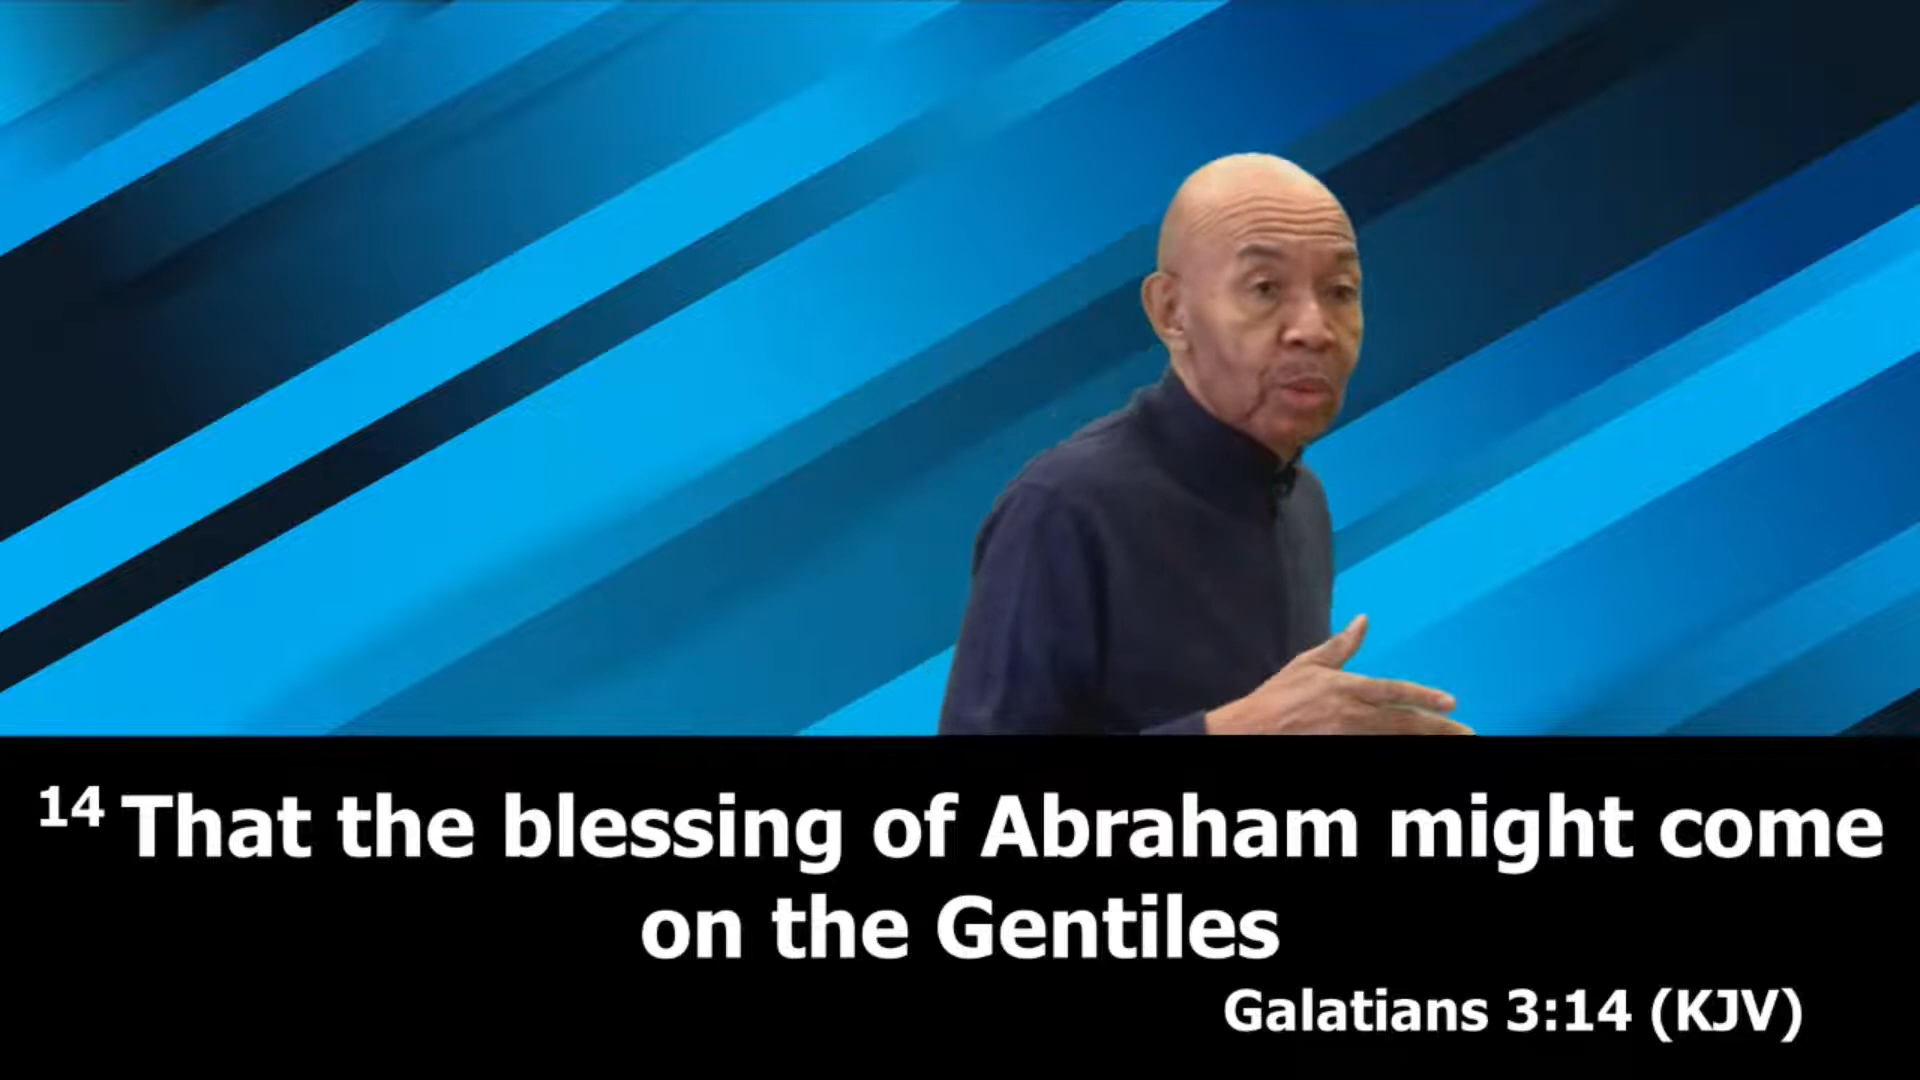 14 That the blessing of Abraham might come
on the Gentiles
Galatians 3:14 (KJV)